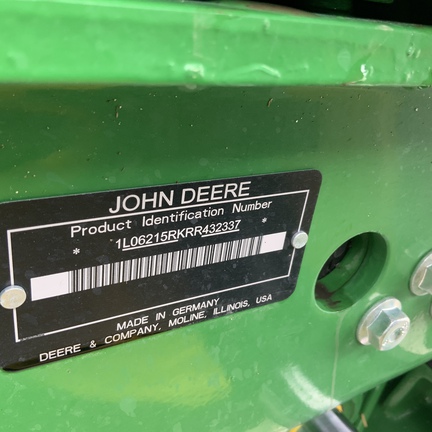 JOHN DEERE
Product Identification Number
* 1L06215RKRR432337 *
MADE IN GERMANY
DEERE & COMPANY, MOLINE, ILLINOIS, USA